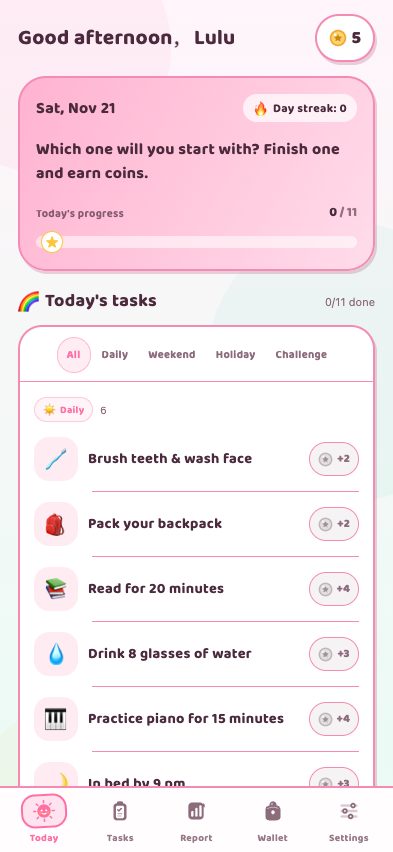 Good afternoon, Lulu
5
Sat, Nov 21
Day streak: 0
Which one will you start with? Finish one
and earn coins.
Today's progress
0 / 11
Today's tasks
0/11 done
All
Daily
Weekend
Holiday
Challenge
Daily
6
Brush teeth & wash face
+2
Pack your backpack
+2
Read for 20 minutes
+4
Drink 8 glasses of water
+3
Practice piano for 15 minutes
+4
In bed by 9 pm
+3
Today
Tasks
Report
Wallet
Settings